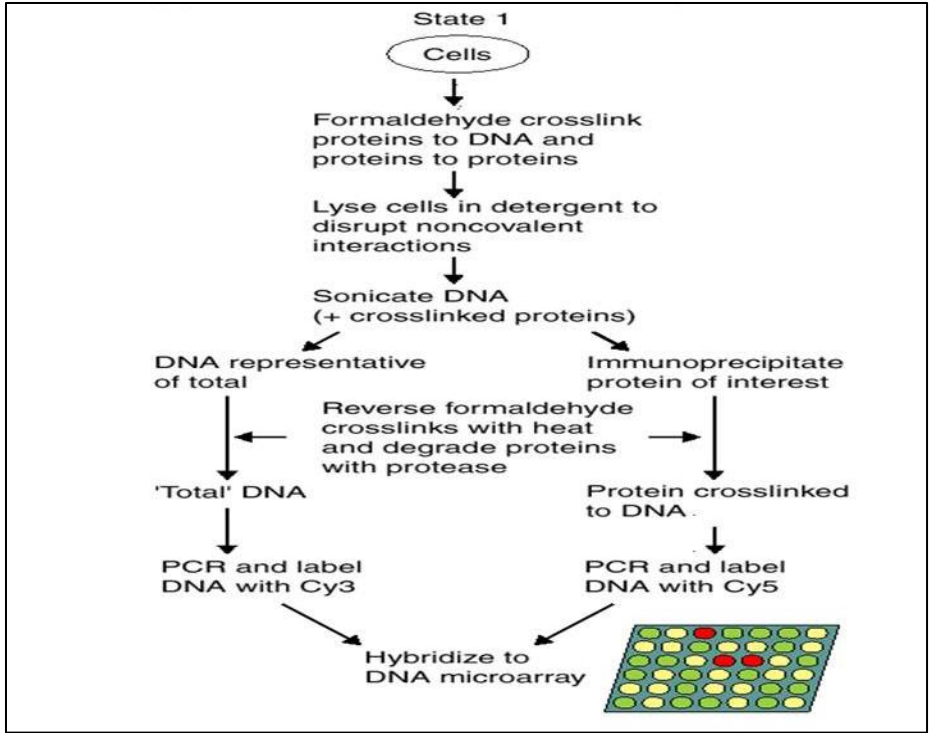 State 1
Cells
Formaldehyde crosslink
proteins to DNA and
proteins to proteins
Lyse cells in detergent to
disrupt noncovalent
interactions
Sonicate DNA
(+ crosslinked proteins)
DNA representative
of total
Immunoprecipitate
protein of interest
Reverse formaldehyde
crosslinks with heat
and degrade proteins
with protease
'Total' DNA
Protein crosslinked
to DNA
PCR and label
DNA with Cy3
PCR and label
DNA with Cy5
Hybridize to
DNA microarray